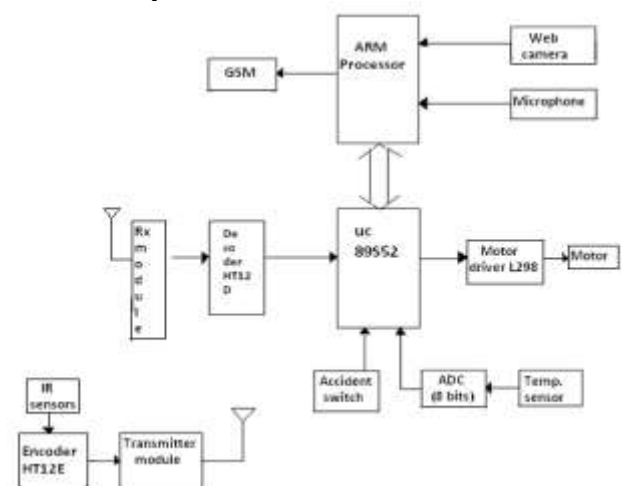 ARM
Processor
Web
camera
GSM
Microphone
Rx
m
o
d
u
l
e
De
so
der
HT12
D
uc
89S52
Motor
driver L298
Motor
IR
sensors
Accident
switch
ADC
(8 bits)
Temp.
sensor
Encoder
HT12E
Transmitter
module